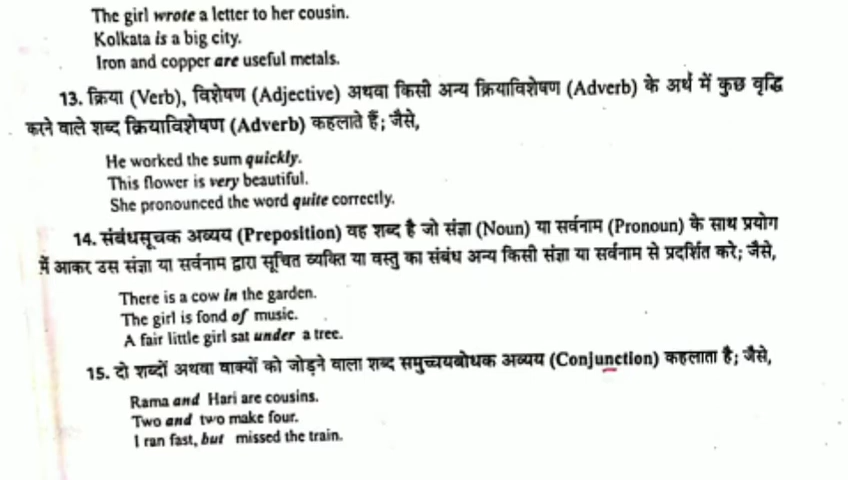 The girl wrote a letter to her cousin.
Kolkata is a big city.
Iron and copper are useful metals.
13. क्रिया (Verb), विशेषण (Adjective) अथवा किसी अन्य क्रियाविशेषण (Adverb) के अर्थ में कुछ वृद्धि
करने वाले शब्द क्रियाविशेषण (Adverb) कहलाते हैं; जैसे,
He worked the sum quickly.
This flower is very beautiful.
She pronounced the word quite correctly.
14. संबंधसूचक अव्यय (Preposition) वह शब्द है जो संज्ञा (Noun) या सर्वनाम (Pronoun) के साथ प्रयोग
में आकर उस संज्ञा या सर्वनाम द्वारा सूचित व्यक्ति या वस्तु का संबंध अन्य किसी संज्ञा या सर्वनाम से प्रदर्शित करे; जैसे,
There is a cow in the garden.
The girl is fond of music.
A fair little girl sat under a tree.
15. दो शब्दों अथवा वाक्यों को जोड़ने वाला शब्द समुच्चयबोधक अव्यय (Conjunction) कहलाता है; जैसे,
Rama and Hari are cousins.
Two and two make four.
I ran fast, but missed the train.